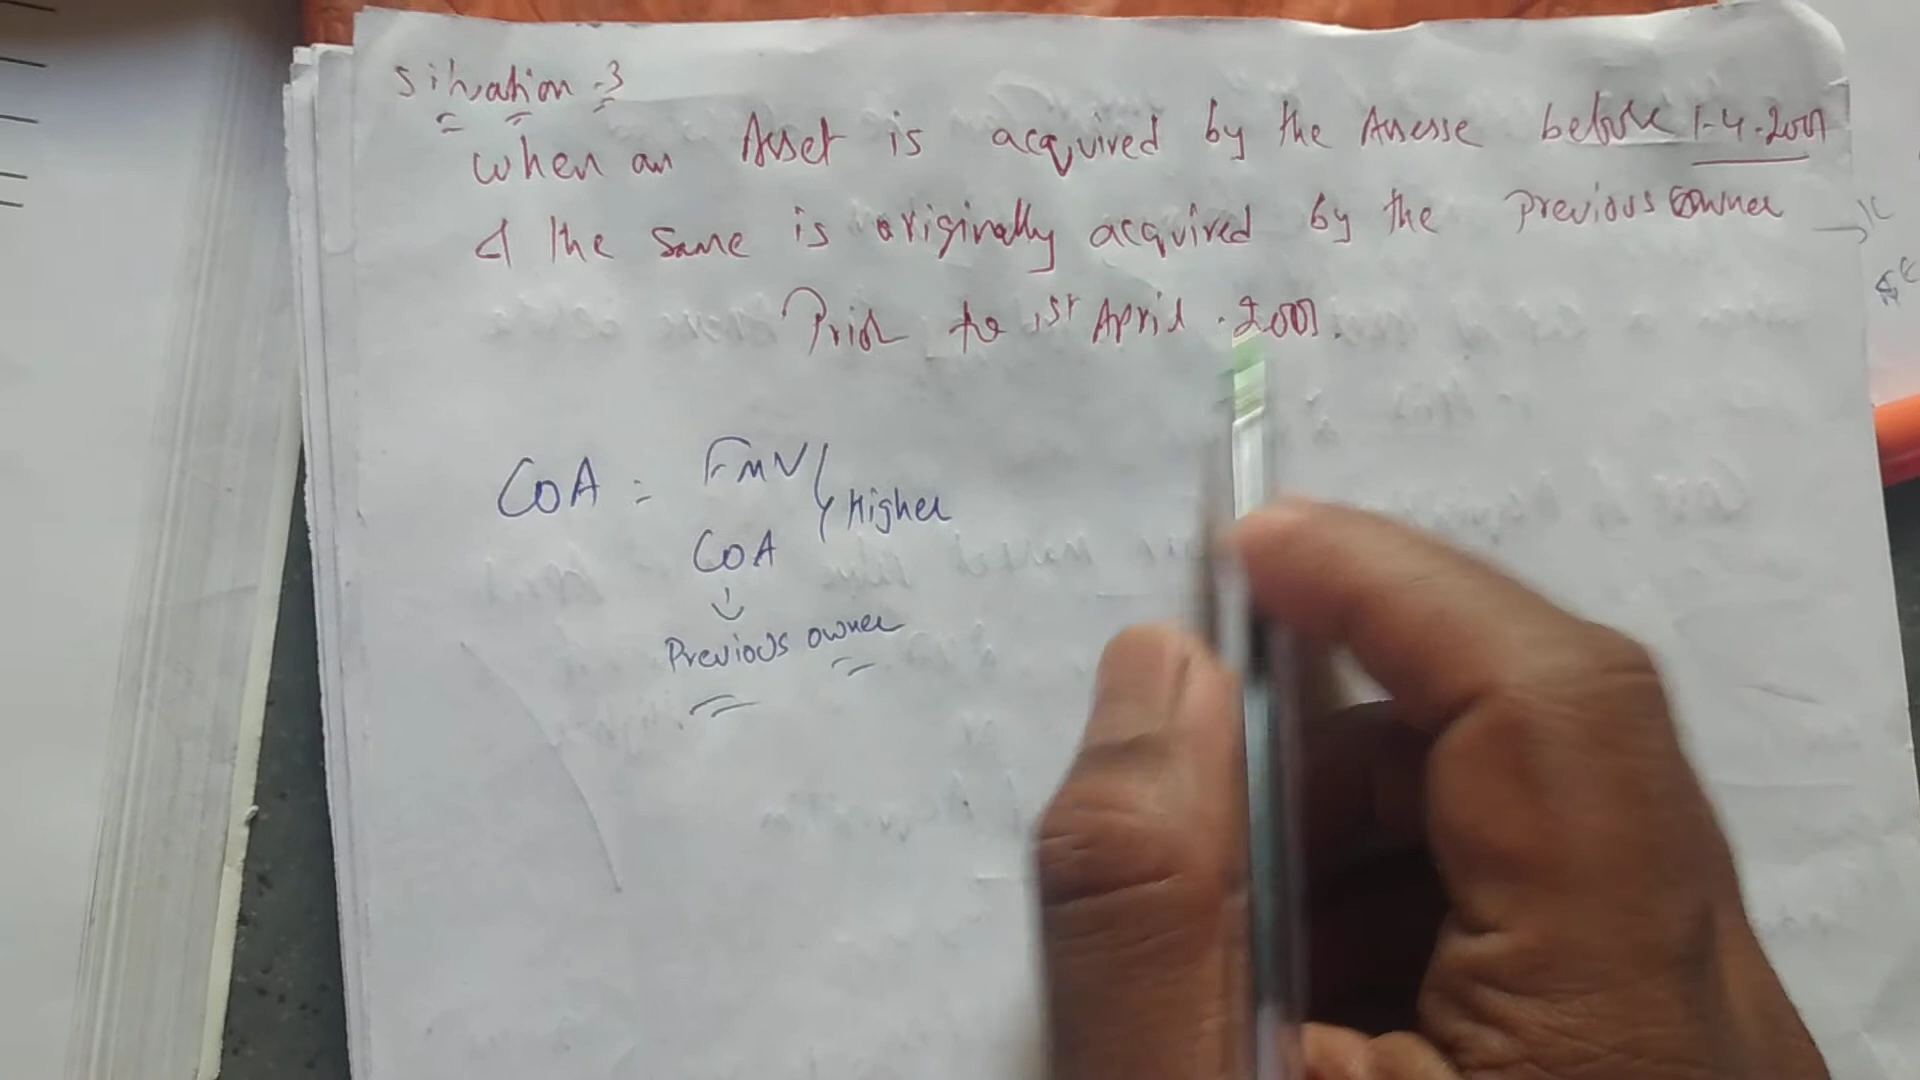 Situation-3
When an Asset is acquired by the Assesse before 1-4-2001
& the same is originally acquired by the Previous owner
Prior to 1st April .2001.
COA = FMV
Higher
COA
Previous owner